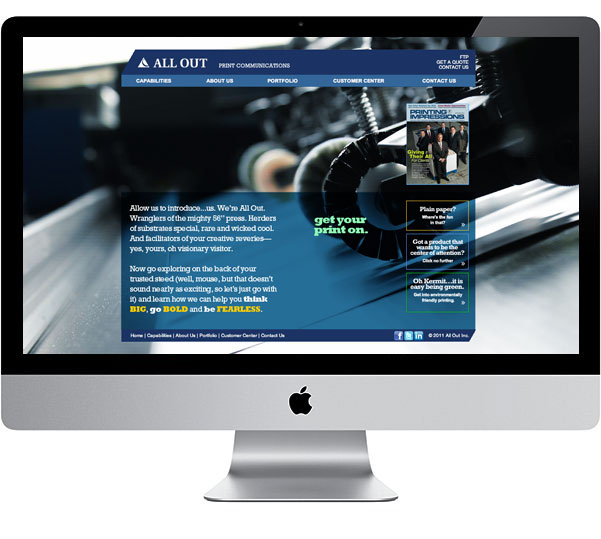 ALL OUT PRINT COMMUNICATIONS
FTP
GET A QUOTE
CONTACT US
CAPABILITIES ABOUT US PORTFOLIO CUSTOMER CENTER CONTACT US
PRINTING
IMPRESSIONS
Giving
Their All
For Clients
Allow us to introduce...us. We're All Out.
Wranglers of the mighty 56" press. Herders
of substrates special, rare and wicked cool.
And facilitators of your creative reveries—
yes, yours, oh visionary visitor.
get your
print on.
Now go exploring on the back of your
trusted steed (well, mouse, but that doesn't
sound nearly as exciting, so let's just go with
it) and learn how we can help you think
BIG, go BOLD and be FEARLESS.
Plain paper?
Where's the fun
in that?
»
Got a product that
wants to be the
center of attention?
Click no further
»
Oh Kermit...it is
easy being green.
Get into environmentally
friendly printing.
»
Home | Capabilities | About Us | Portfolio | Customer Center | Contact Us
f t in © 2011 All Out Inc.